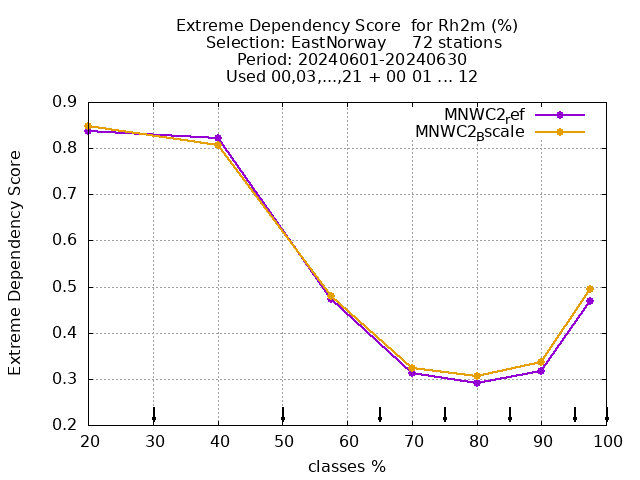 Extreme Dependency Score  for Rh2m (%)
Selection: EastNorway     72 stations
Period: 20240601-20240630
Used 00,03,...,21 + 00 01 ... 12
MNWC2ref
MNWC2Bscale
Extreme Dependency Score
0.9
0.8
0.7
0.6
0.5
0.4
0.3
0.2
20 30 40 50 60 70 80 90 100
classes %